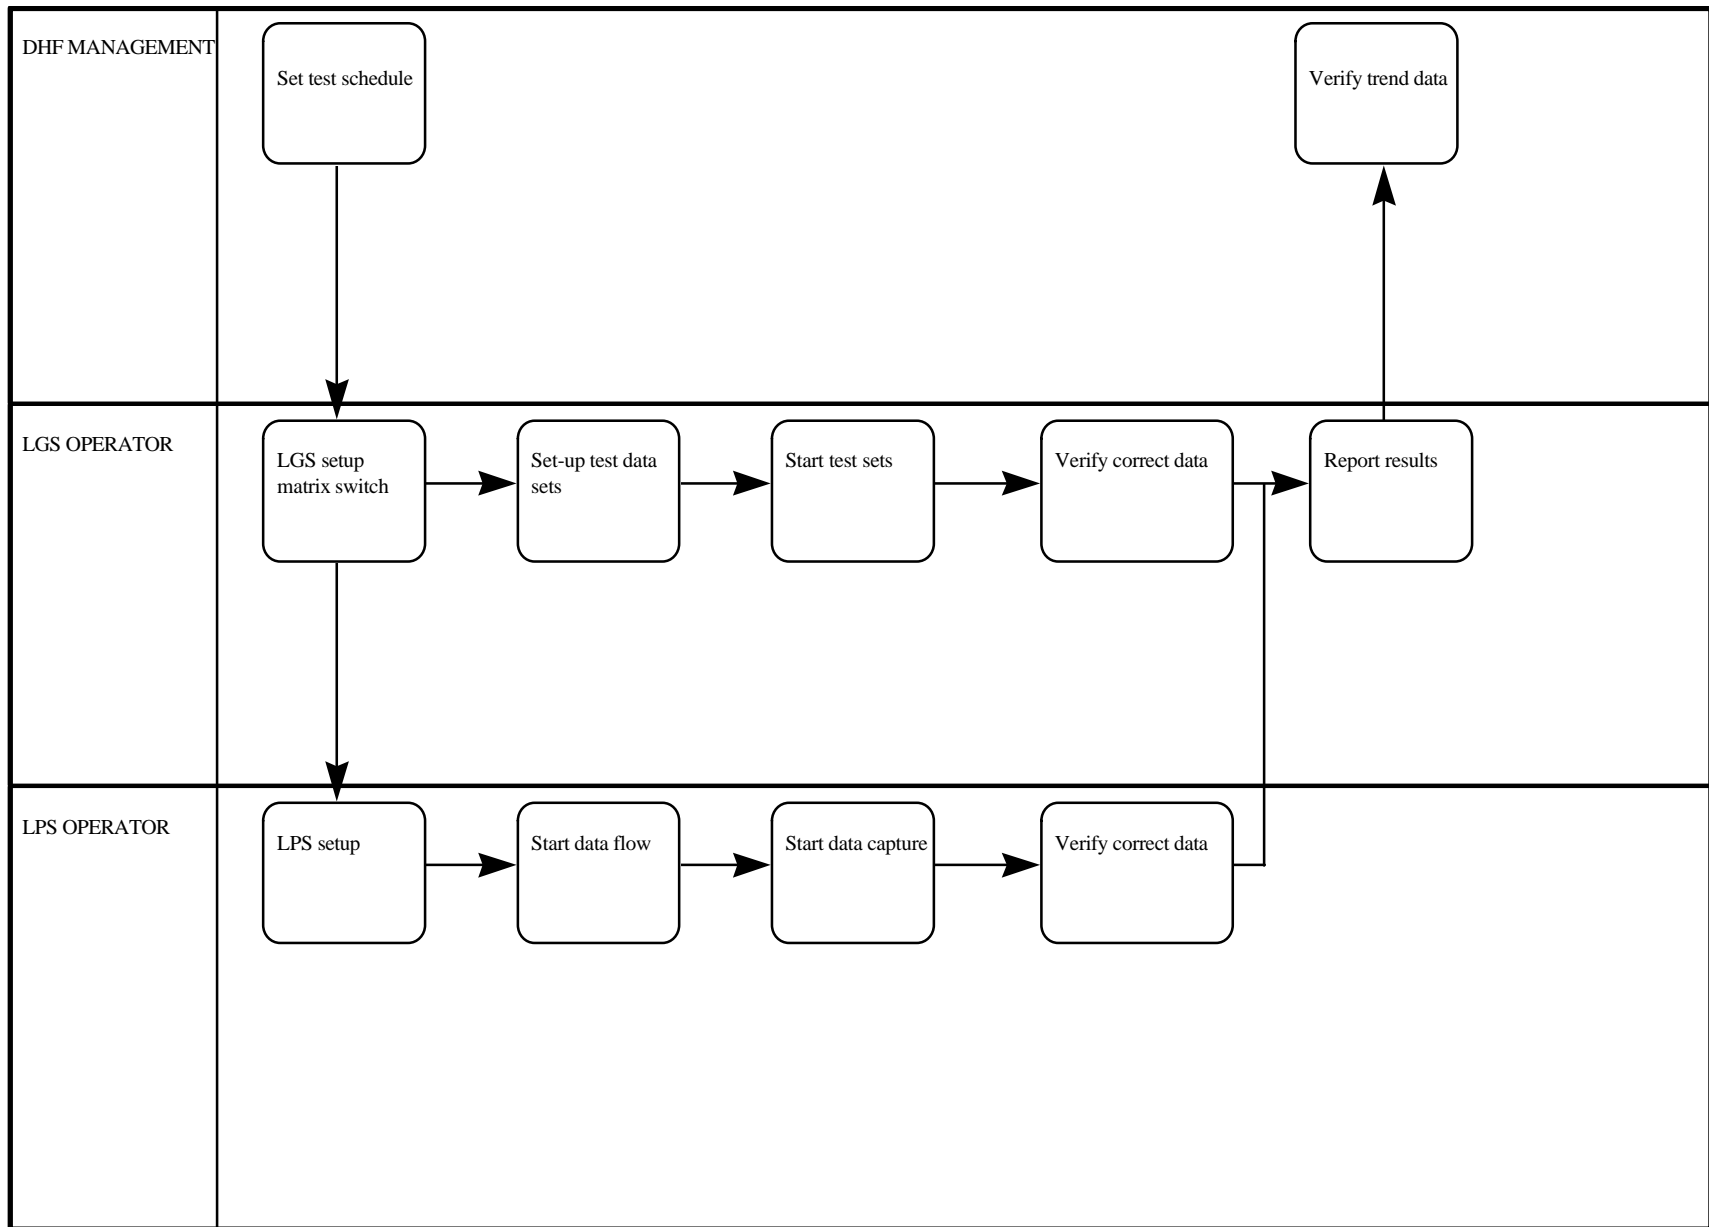 DHF MANAGEMENT
Set test schedule
Verify trend data
LGS OPERATOR
LGS setup
matrix switch
Set-up test data
sets
Start test sets
Verify correct data
Report results
LPS OPERATOR
LPS setup
Start data flow
Start data capture
Verify correct data